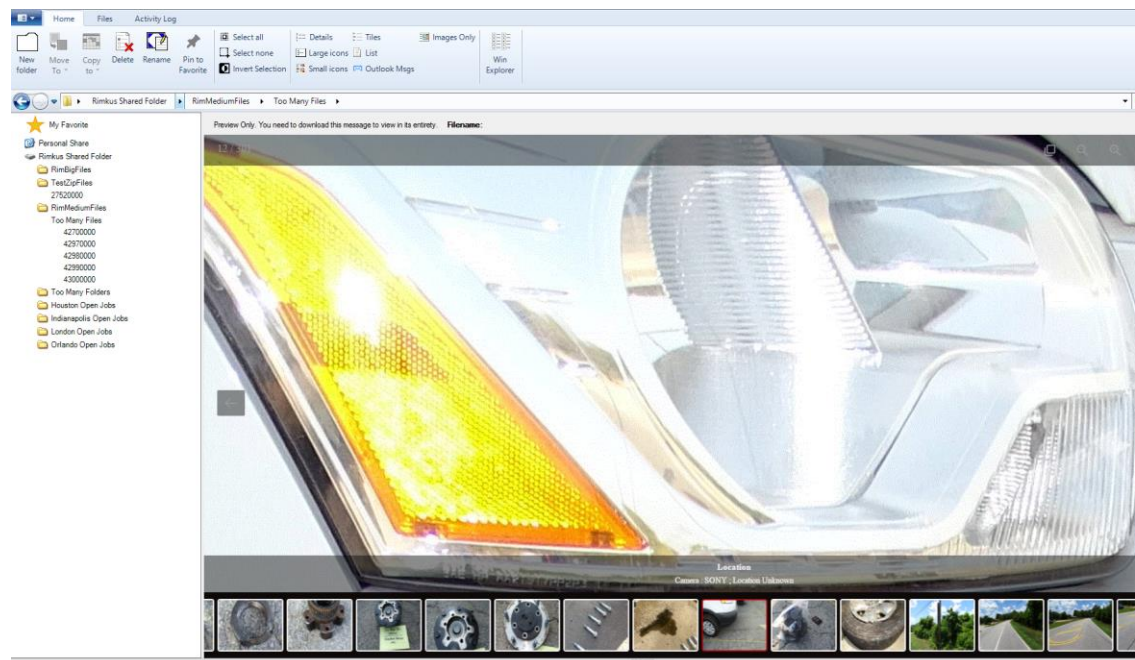 Home Files Activity Log
New folder
Move To
Copy to
Delete
Rename
Pin to Favorite
Select all
Select none
Invert Selection
Details
Large icons
Small icons
Tiles
List
Outlook Msgs
Images Only
Win Explorer
Rimkus Shared Folder RimMediumFiles Too Many Files
My Favorite
Personal Share
Rimkus Shared Folder
RimBigFiles
TestZipFiles
27520000
RimMediumFiles
Too Many Files
42700000
42970000
42980000
42990000
43000000
Too Many Folders
Houston Open Jobs
Indianapolis Open Jobs
London Open Jobs
Orlando Open Jobs
Preview Only. You need to download this message to view in its entirety. Filename:
Location
Camera : SONY ; Location Unknown